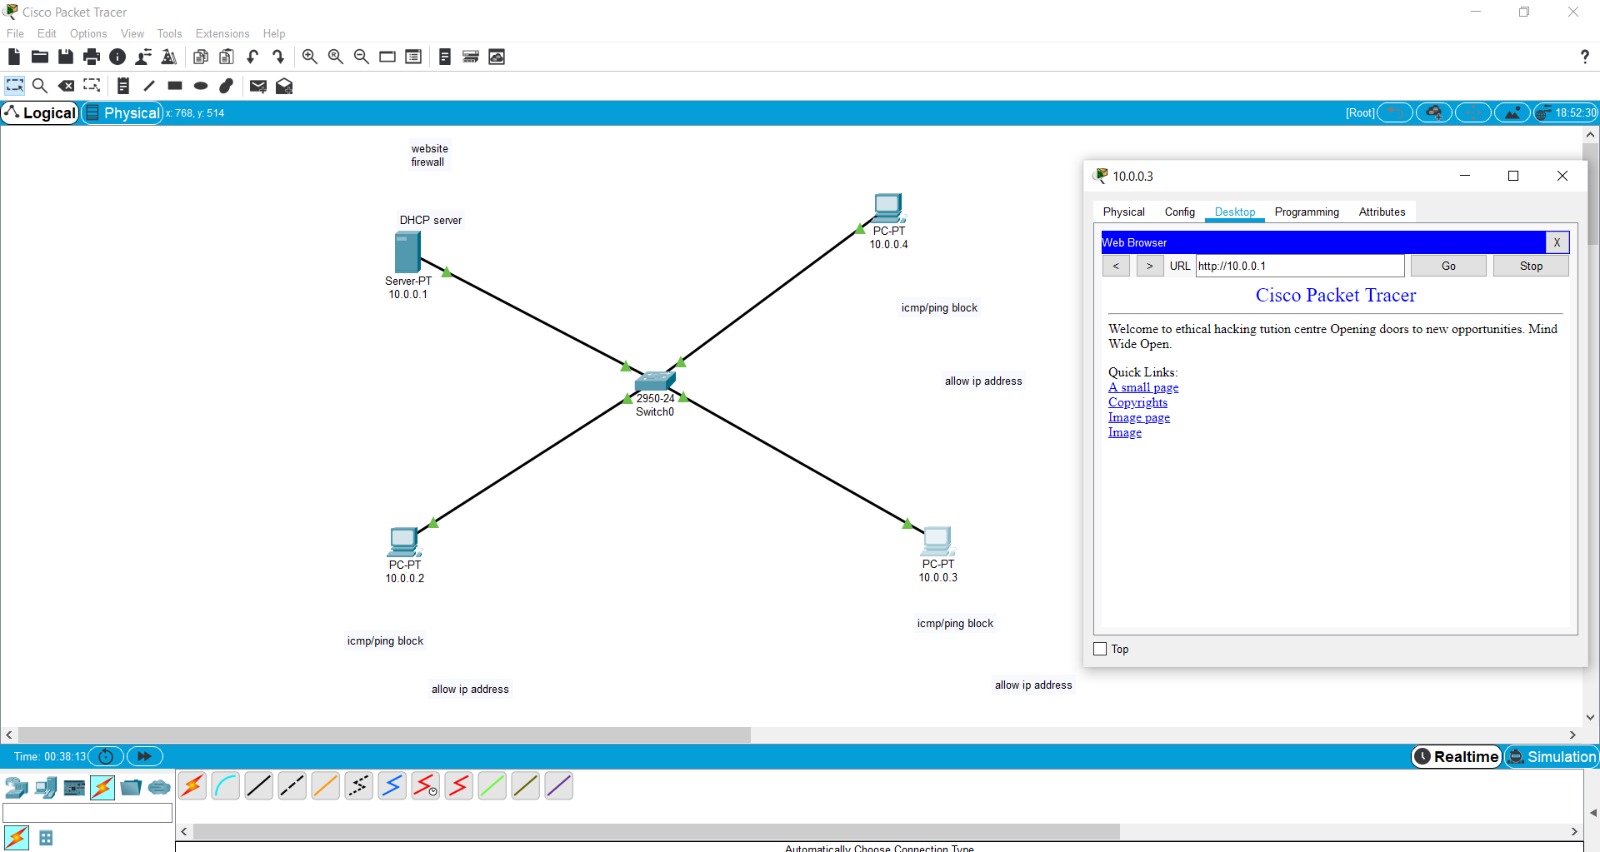 Cisco Packet Tracer
File Edit Options View Tools Extensions Help
?
Logical Physical x: 768, y: 514 [Root] 18:52:30
website
firewall
DHCP server
Server-PT
10.0.0.1
PC-PT
10.0.0.4
icmp/ping block
allow ip address
2950-24
Switch0
PC-PT
10.0.0.2
PC-PT
10.0.0.3
icmp/ping block
icmp/ping block
allow ip address
allow ip address
10.0.0.3
Physical Config Desktop Programming Attributes
Web Browser X
< > URL http://10.0.0.1 Go Stop
Cisco Packet Tracer
Welcome to ethical hacking tution centre Opening doors to new opportunities. Mind
Wide Open.
Quick Links:
A small page
Copyrights
Image page
Image
Top
Time: 00:38:13 Realtime Simulation
Automatically Choose Connection Type